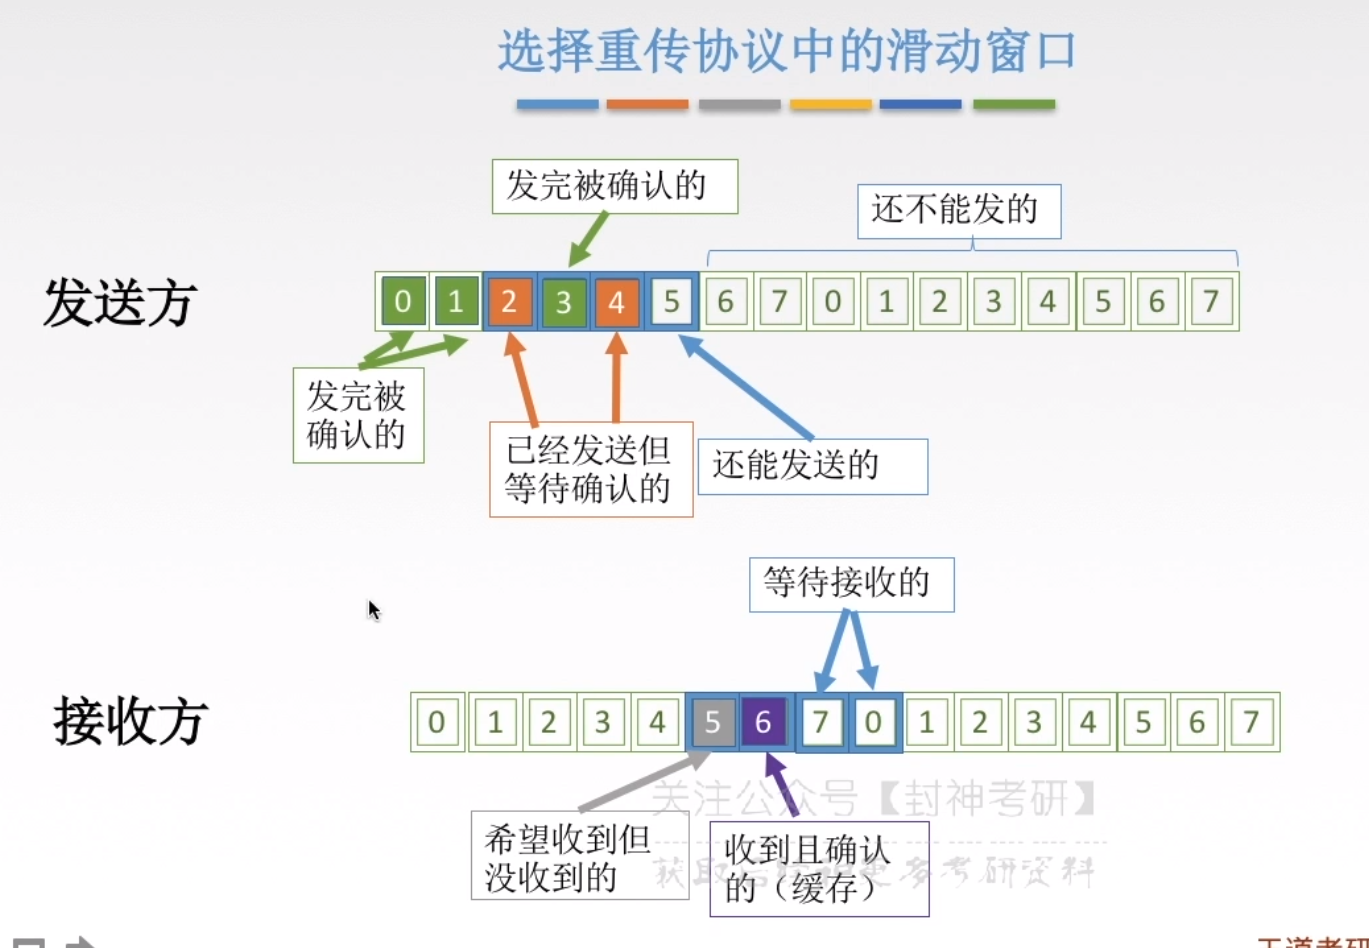 选择重传协议中的滑动窗口
发完被确认的
还不能发的
发送方
0 1 2 3 4 5 6 7 0 1 2 3 4 5 6 7
发完被
确认的
已经发送但
等待确认的
还能发送的
等待接收的
接收方
0 1 2 3 4 5 6 7 0 1 2 3 4 5 6 7
关注公众号【封神考研】
希望收到但
没收到的
收到且确认
的（缓存）
获取
更多考研资料
王道考研